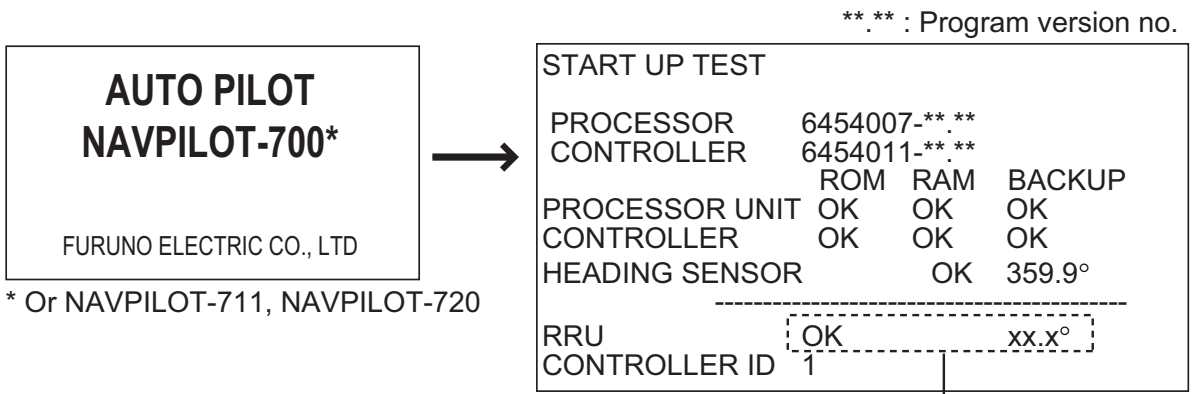 **.** : Program version no.
AUTO PILOT
NAVPILOT-700*
FURUNO ELECTRIC CO., LTD
* Or NAVPILOT-711, NAVPILOT-720
START UP TEST
PROCESSOR 6454007-**.**
CONTROLLER 6454011-**.**
ROM RAM BACKUP
PROCESSOR UNIT OK OK OK
CONTROLLER OK OK OK
HEADING SENSOR OK 359.9°
RRU OK xx.x°
CONTROLLER ID 1